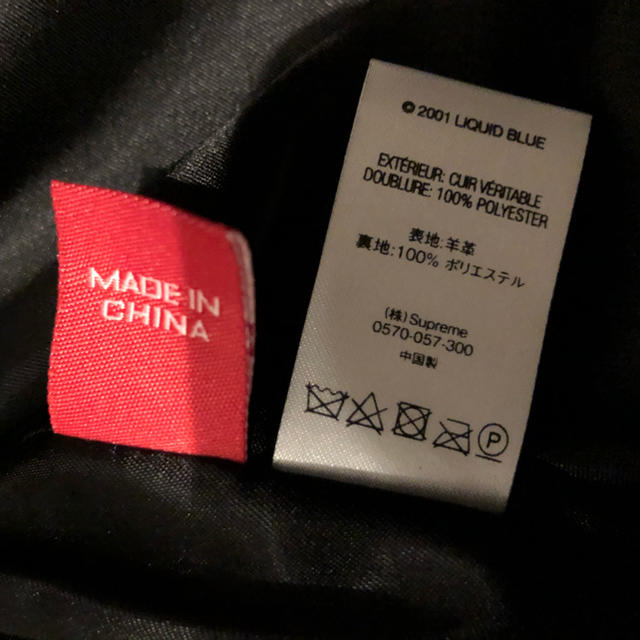 MADE IN
CHINA
© 2001 LIQUID BLUE
EXTÉRIEUR: CUIR VÉRITABLE
DOUBLURE: 100% POLYESTER
表地:羊革
裏地:100% ポリエステル
(株)Supreme
0570-057-300
中国製
P